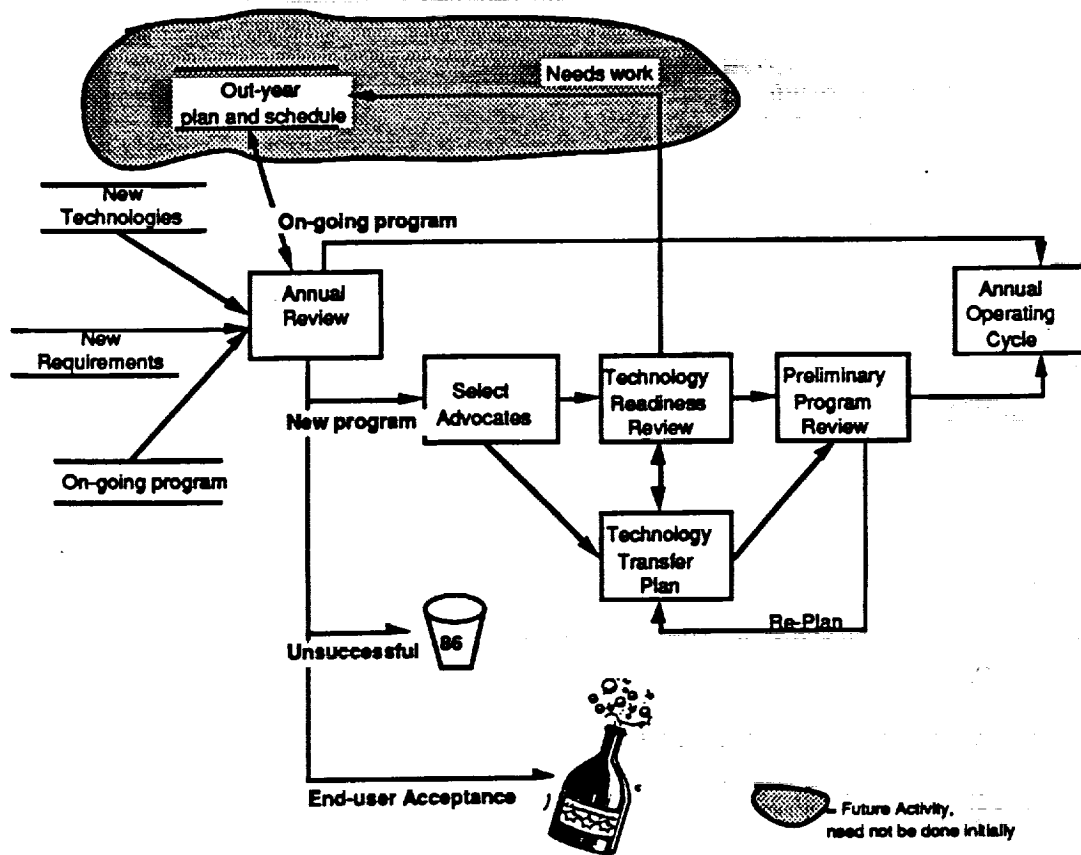 Needs work
Out-year
plan and schedule
New
Technologies
On-going program
Annual
Review
Annual
Operating
Cycle
New
Requirements
New program
Select
Advocates
Technology
Readiness
Review
Preliminary
Program
Review
On-going program
Technology
Transfer
Plan
Re-Plan
Unsuccessful
86
End-user Acceptance
- Future Activity,
need not be done initially